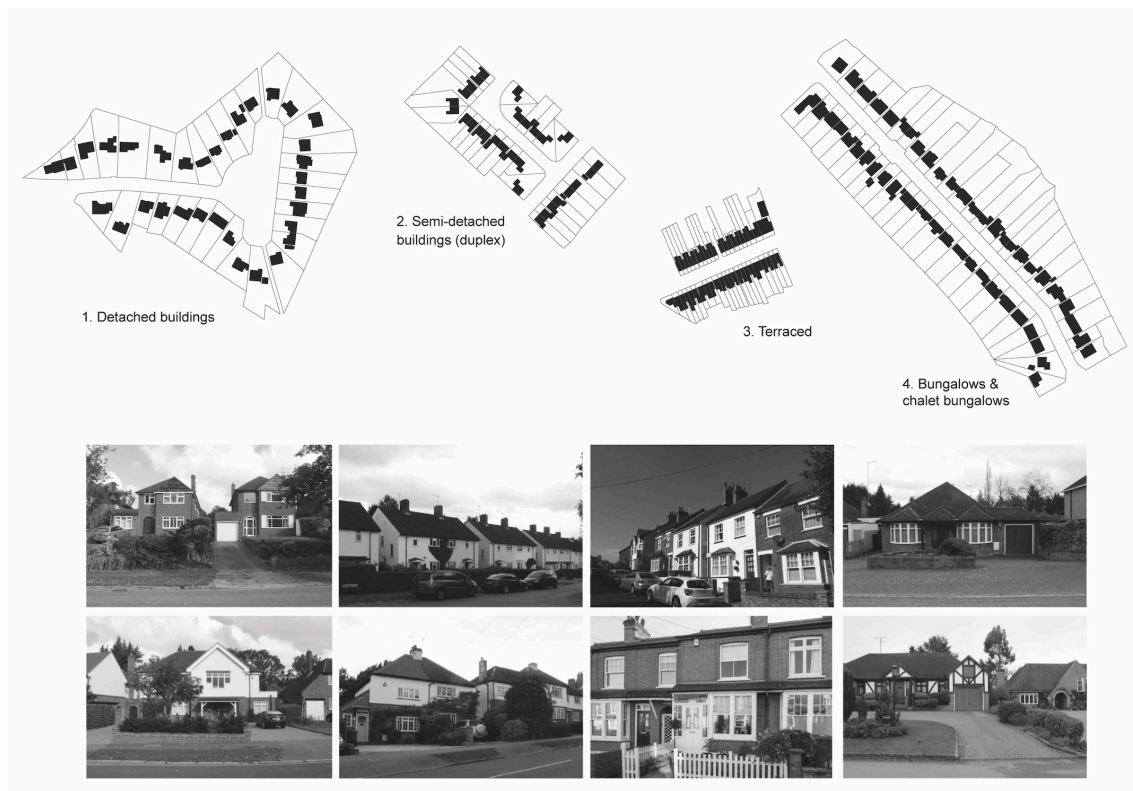 1. Detached buildings
2. Semi-detached
buildings (duplex)
3. Terraced
4. Bungalows &
chalet bungalows